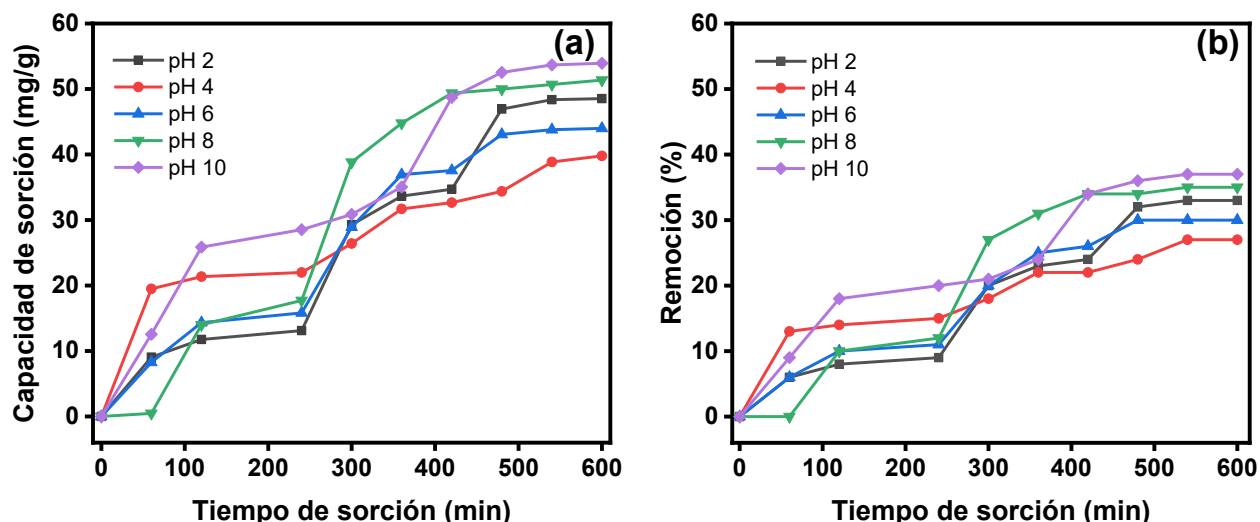 (a)
pH 2
pH 4
pH 6
pH 8
pH 10
Capacidad de sorción (mg/g)
60
50
40
30
20
10
0
0 100 200 300 400 500 600
Tiempo de sorción (min)
(b)
pH 2
pH 4
pH 6
pH 8
pH 10
Remoción (%)
60
50
40
30
20
10
0
0 100 200 300 400 500 600
Tiempo de sorción (min)